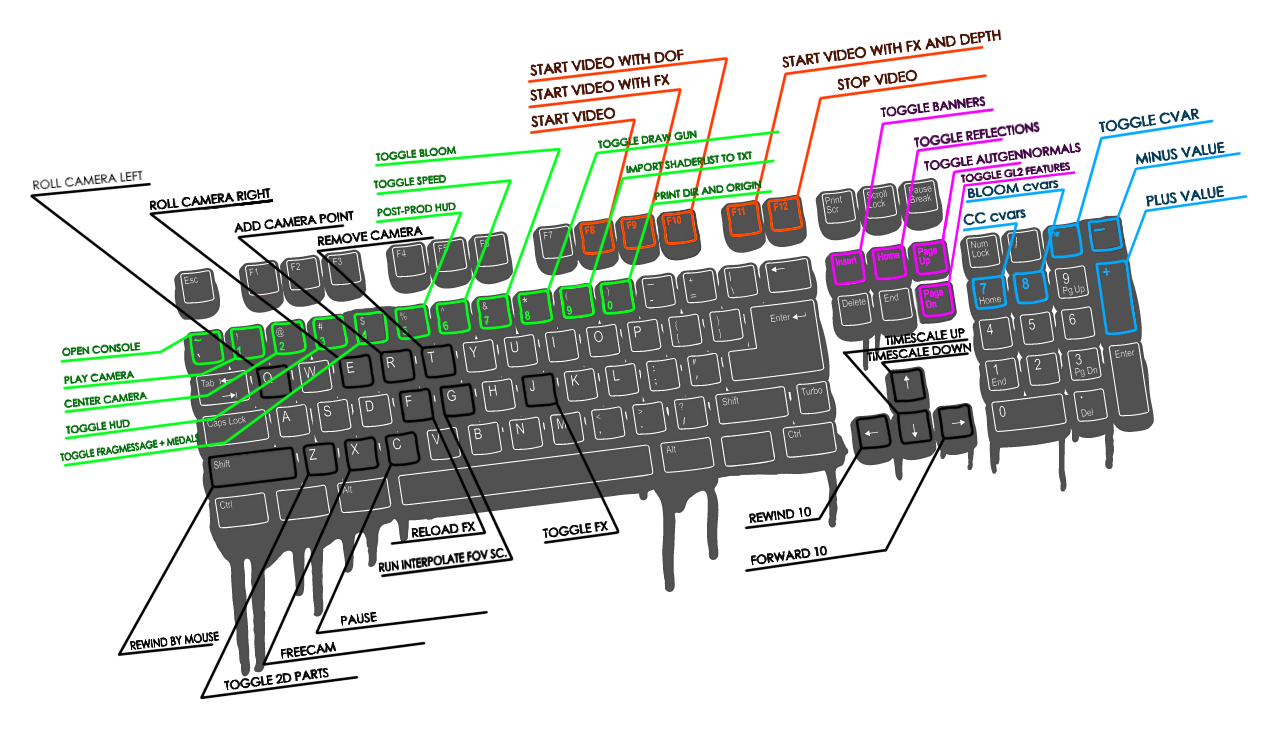 START VIDEO WITH DOF
START VIDEO WITH FX AND DEPTH
START VIDEO WITH FX
STOP VIDEO
START VIDEO
TOGGLE BANNERS
TOGGLE CVAR
TOGGLE DRAW GUN
TOGGLE REFLECTIONS
TOGGLE BLOOM
IMPORT SHADERLIST TO TXT
TOGGLE AUTGENNORMALS
MINUS VALUE
TOGGLE SPEED
TOGGLE GL2 FEATURES
ROLL CAMERA LEFT
PRINT DIR AND ORIGIN
BLOOM cvars
PLUS VALUE
ROLL CAMERA RIGHT
POST-PROD HUD
CC cvars
ADD CAMERA POINT
REMOVE CAMERA
Esc
F1
F2
F3
F4
F5
F6
F7
F8
F9
F10
F11
F12
Print Scr
Scroll Lock
Pause Break
~ `
1
@ 2
# 3
$ 4
% 5
^ 6
& 7
* 8
( 9
) 0
_ -
+ =
| \
←
Insert
Home
Page Up
Num Lock
/
*
—
Tab
Q
W
E
R
T
Y
U
I
O
P
{ [
} ]
Enter
Delete
End
Page Dn
7 Home
8
9 Pg Up
+
Caps Lock
A
S
D
F
G
H
J
K
L
: ;
" '
4
5
6
Shift
Z
X
C
V
B
N
M
< ,
> .
? /
Shift
Turbo
↑
1 End
2
3 Pg Dn
Enter
Ctrl
Alt
Alt
Ctrl
←
↓
→
0
. Del
OPEN CONSOLE
PLAY CAMERA
CENTER CAMERA
TOGGLE HUD
TOGGLE FRAGMESSAGE + MEDALS
TIMESCALE UP
TIMESCALE DOWN
REWIND 10
FORWARD 10
RELOAD FX
TOGGLE FX
RUN INTERPOLATE FOV SC.
PAUSE
REWIND BY MOUSE
FREECAM
TOGGLE 2D PARTS